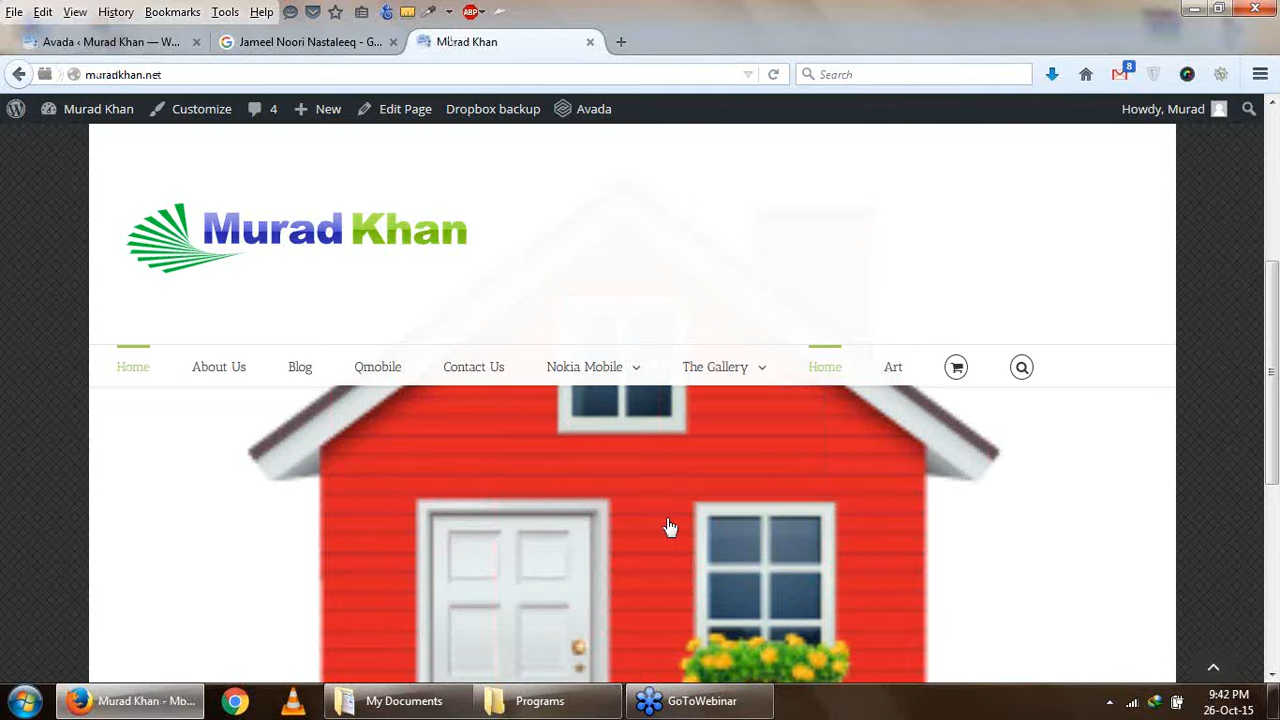 File Edit View History Bookmarks Tools Help ABP
Avada ‹ Murad Khan — W...
Jameel Noori Nastaleeq - G...
Murad Khan
muradkhan.net
Search
8
Murad Khan Customize 4 New Edit Page Dropbox backup Avada Howdy, Murad
Murad Khan
Home About Us Blog Qmobile Contact Us Nokia Mobile The Gallery Home Art
Murad Khan - Mo...
My Documents
Programs
GoToWebinar
9:42 PM
26-Oct-15